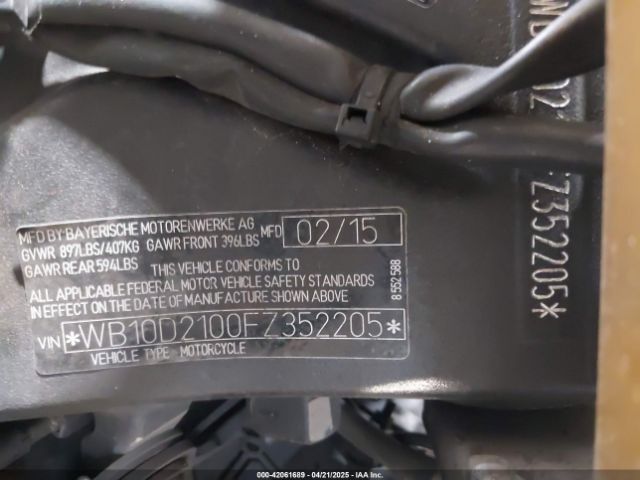 MFD BY BAYERISCHE MOTORENWERKE AG MFD 02/15
GVWR 897LBS/407KG GAWR FRONT 396LBS
GAWR REAR 594LBS THIS VEHICLE CONFORMS TO
ALL APPLICABLE FEDERAL MOTOR VEHICLE SAFETY STANDARDS
IN EFFECT ON THE DATE OF MANUFACTURE SHOWN ABOVE
8 552 588
VIN *WB10D2100FZ352205*
VEHICLE TYPE MOTORCYCLE
Z352205*
000-42061689 - 04/21/2025 - IAA Inc.